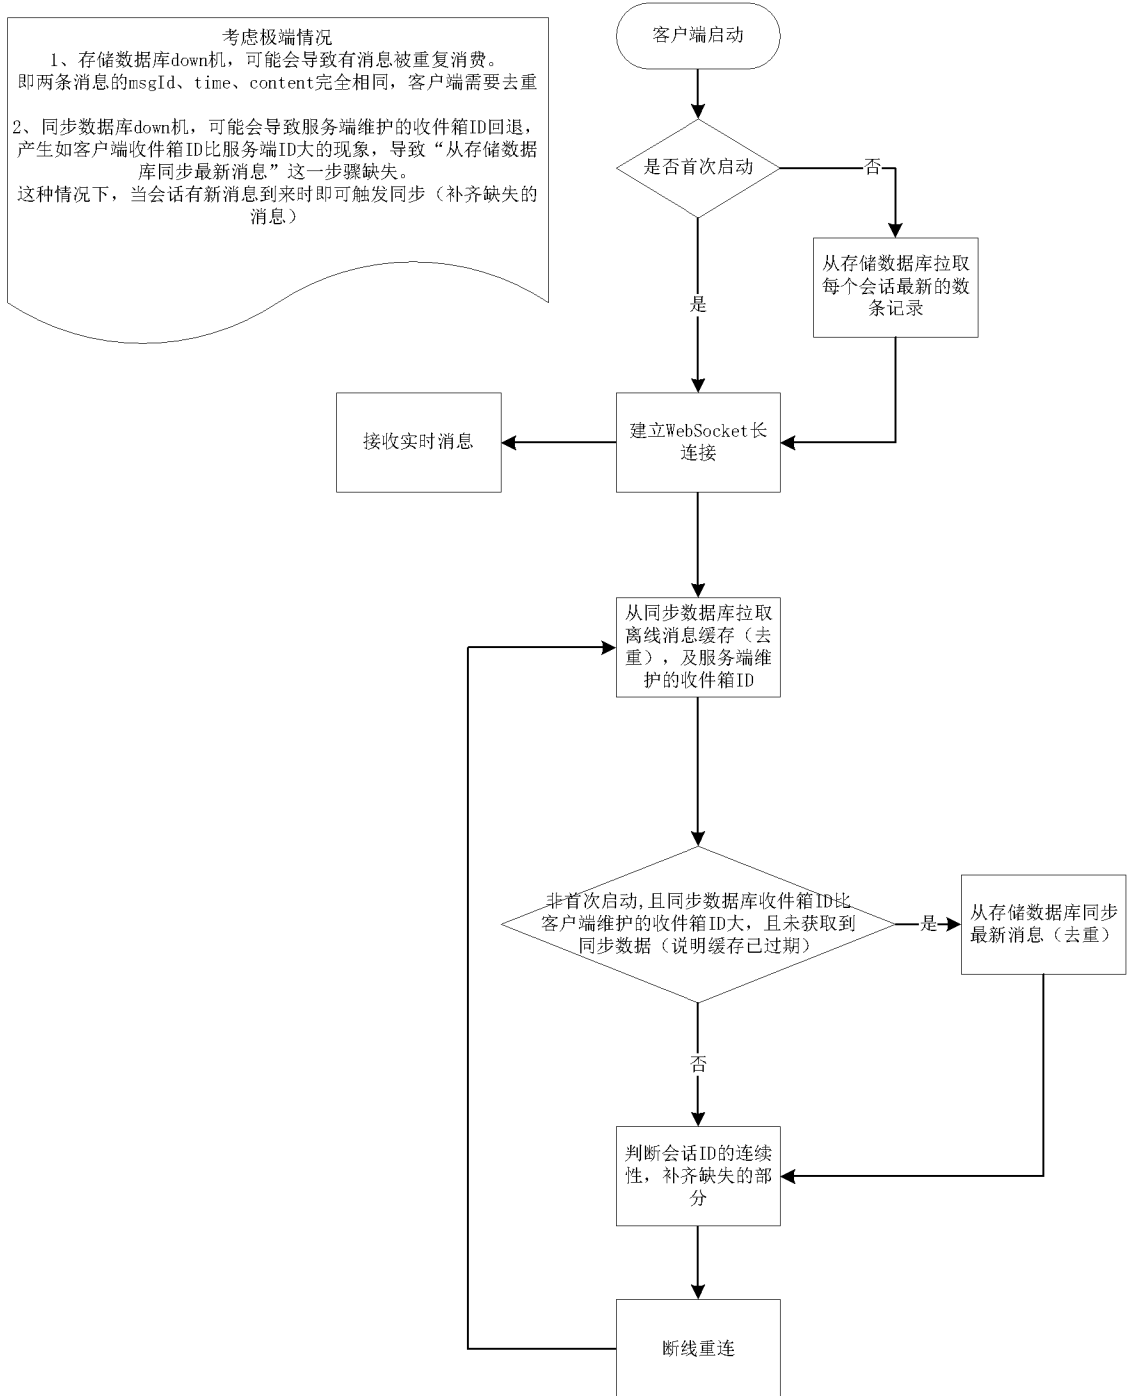 考虑极端情况
1、存储数据库down机，可能会导致有消息被重复消费。
即两条消息的msgId、time、content完全相同，客户端需要去重
2、同步数据库down机，可能会导致服务端维护的收件箱ID回退，
产生如客户端收件箱ID比服务端ID大的现象，导致“从存储数据
库同步最新消息”这一步骤缺失。
这种情况下，当会话有新消息到来时即可触发同步（补齐缺失的
消息）
客户端启动
是否首次启动
否
从存储数据库拉取
每个会话最新的数
条记录
是
接收实时消息
建立WebSocket长
连接
从同步数据库拉取
离线消息缓存（去
重），及服务端维
护的收件箱ID
非首次启动,且同步数据库收件箱ID比
客户端维护的收件箱ID大，且未获取到
同步数据（说明缓存已过期）
是
从存储数据库同步
最新消息（去重）
否
判断会话ID的连续
性，补齐缺失的部
分
断线重连